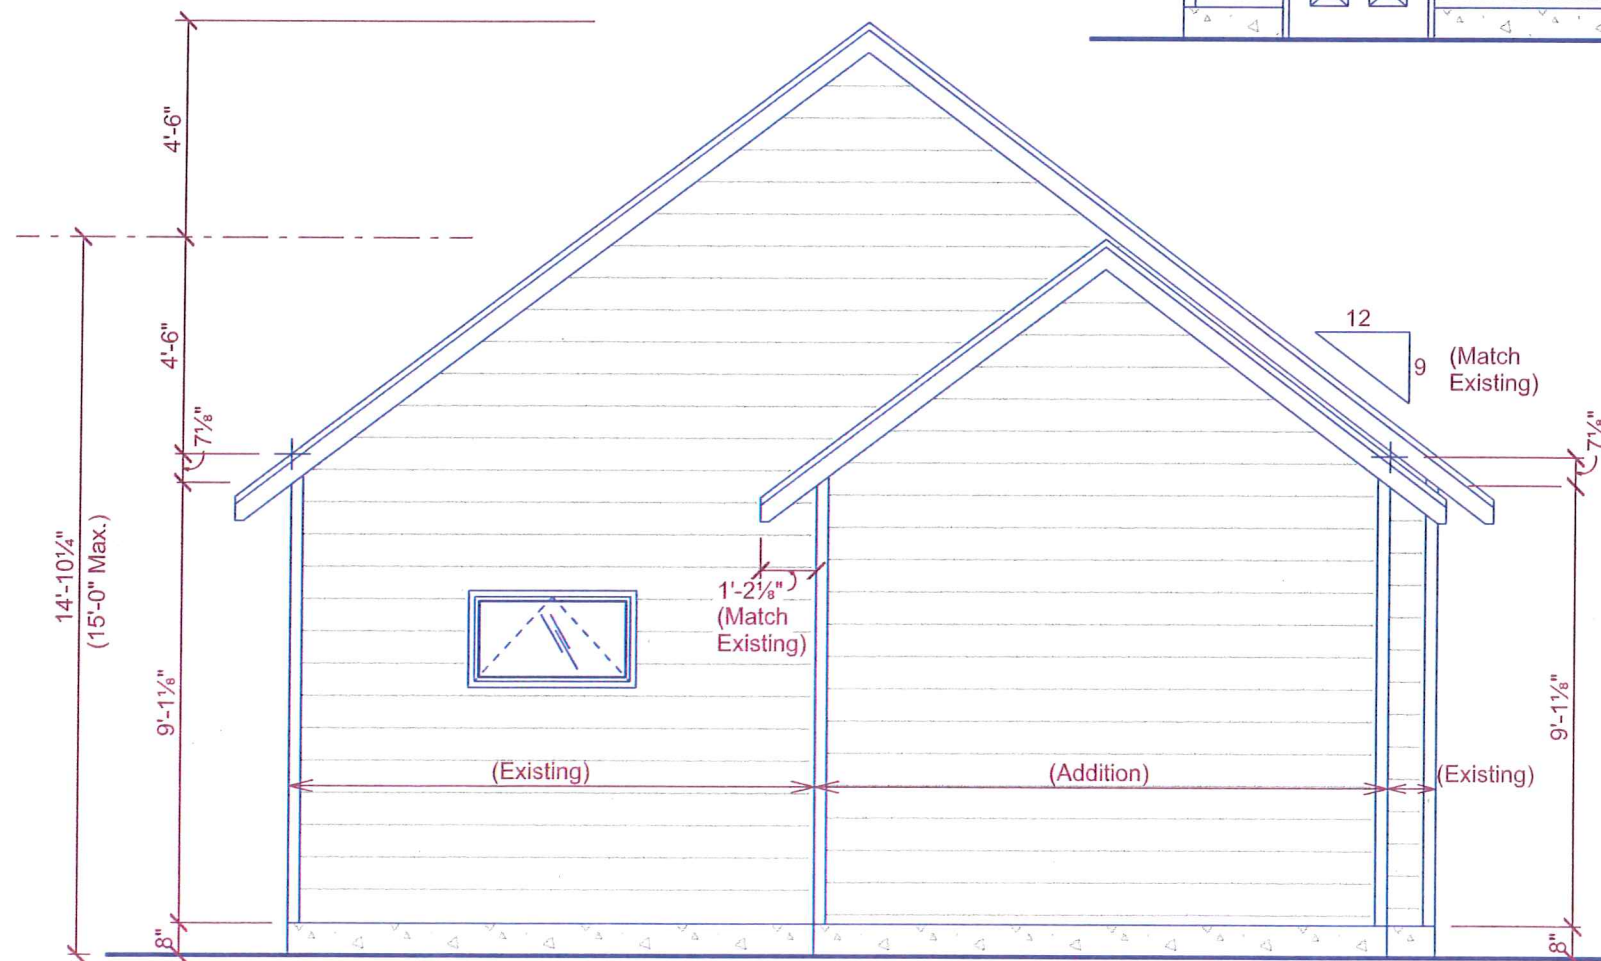 4'-6"
4'-6"
7⅛"
14'-10¼"
(15'-0" Max.)
9'-1⅛"
8"
12
9
(Match
Existing)
7⅛"
1'-2⅛"
(Match
Existing)
9'-1⅛"
(Existing)
(Addition)
(Existing)
8"